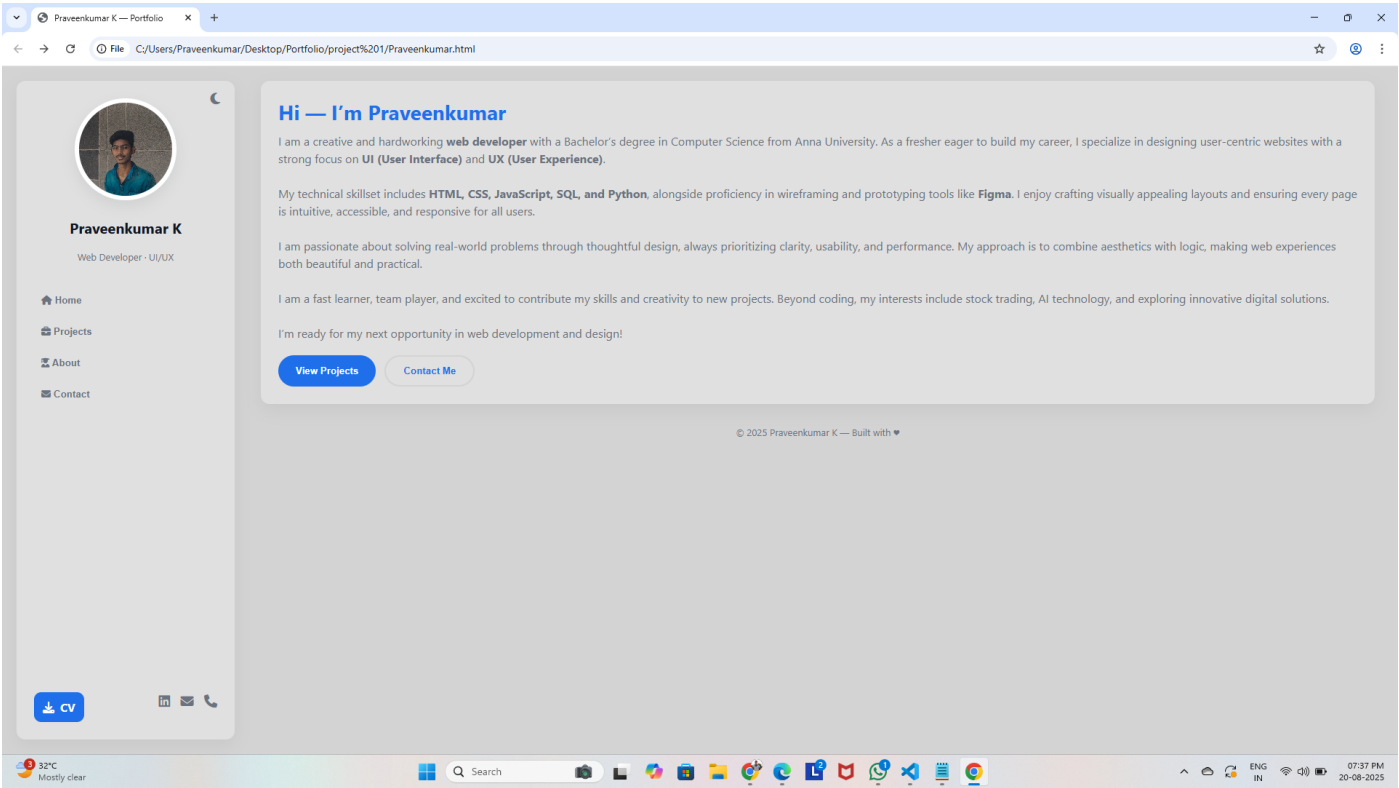 Praveenkumar K — Portfolio
File
C:/Users/Praveenkumar/Desktop/Portfolio/project%201/Praveenkumar.html
Praveenkumar K
Web Developer · UI/UX
Home
Projects
About
Contact
CV
Hi — I’m Praveenkumar
I am a creative and hardworking web developer with a Bachelor’s degree in Computer Science from Anna University. As a fresher eager to build my career, I specialize in designing user-centric websites with a
strong focus on UI (User Interface) and UX (User Experience).
My technical skillset includes HTML, CSS, JavaScript, SQL, and Python, alongside proficiency in wireframing and prototyping tools like Figma. I enjoy crafting visually appealing layouts and ensuring every page
is intuitive, accessible, and responsive for all users.
I am passionate about solving real-world problems through thoughtful design, always prioritizing clarity, usability, and performance. My approach is to combine aesthetics with logic, making web experiences
both beautiful and practical.
I am a fast learner, team player, and excited to contribute my skills and creativity to new projects. Beyond coding, my interests include stock trading, AI technology, and exploring innovative digital solutions.
I’m ready for my next opportunity in web development and design!
View Projects
Contact Me
© 2025 Praveenkumar K — Built with ♥
3
32°C
Mostly clear
Search
L
2
1
ENG
IN
07:37 PM
20-08-2025